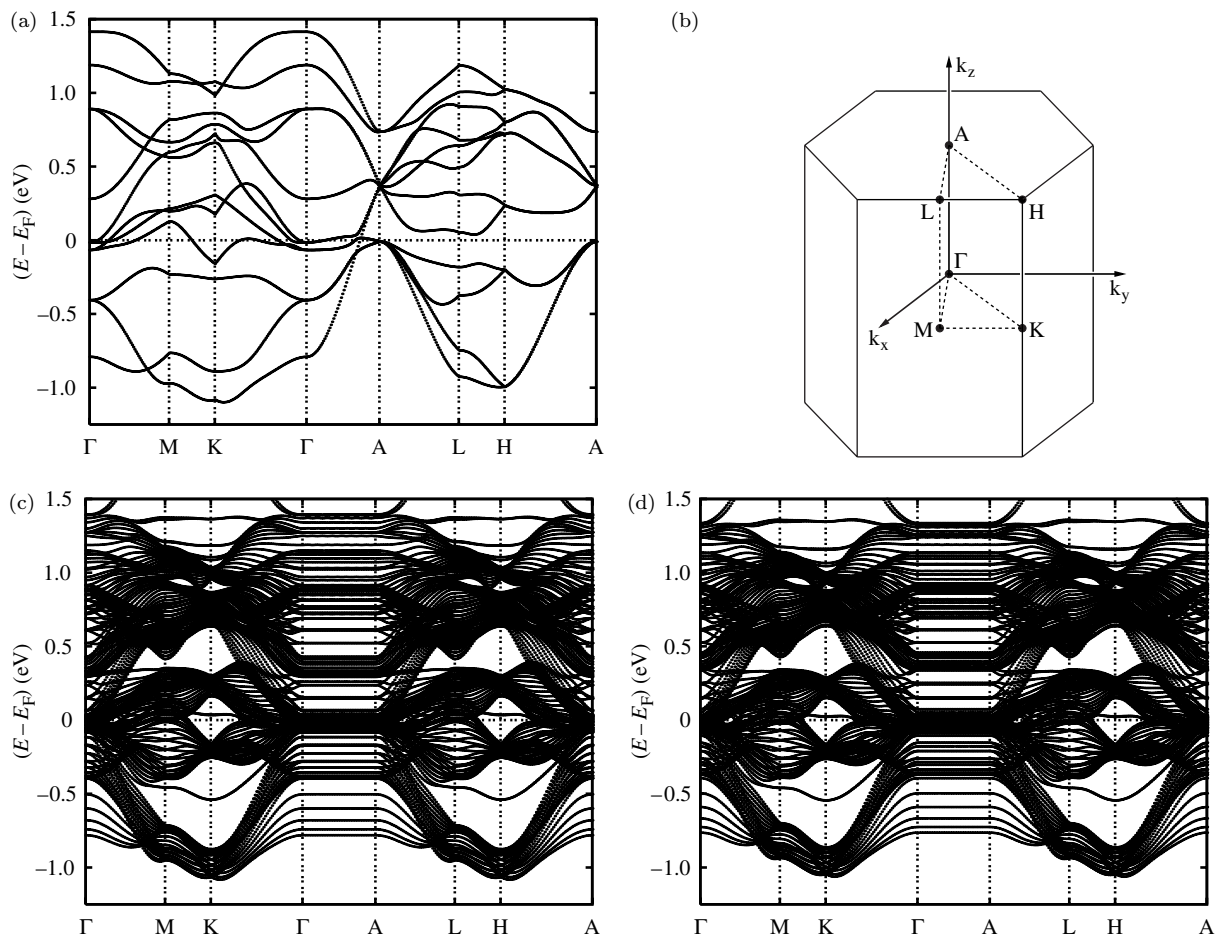 (a)
1.5
1.0
0.5
0
−0.5
−1.0
(E−E_F) (eV)
Γ M K Γ A L H A
(b)
k_z
A
L H
Γ
k_y
M K
k_x
(c)
1.5
1.0
0.5
0
−0.5
−1.0
(E−E_F) (eV)
Γ M K Γ A L H A
(d)
1.5
1.0
0.5
0
−0.5
−1.0
(E−E_F) (eV)
Γ M K Γ A L H A